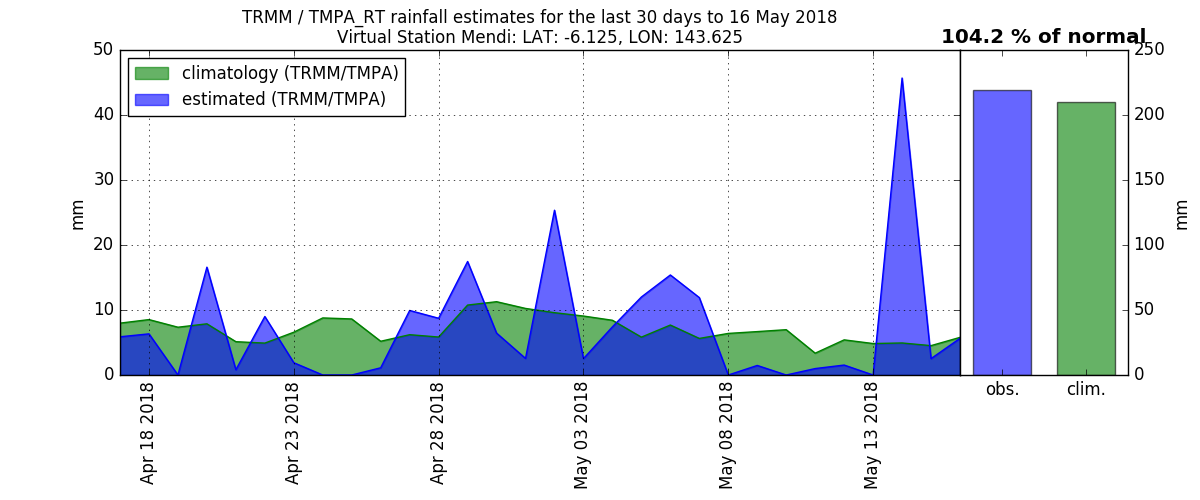 TRMM / TMPA_RT rainfall estimates for the last 30 days to 16 May 2018
Virtual Station Mendi: LAT: -6.125, LON: 143.625
104.2 % of normal
climatology (TRMM/TMPA)
estimated (TRMM/TMPA)
50
40
30
20
10
0
mm
250
200
150
100
50
0
mm
obs.
clim.
Apr 18 2018
Apr 23 2018
Apr 28 2018
May 03 2018
May 08 2018
May 13 2018